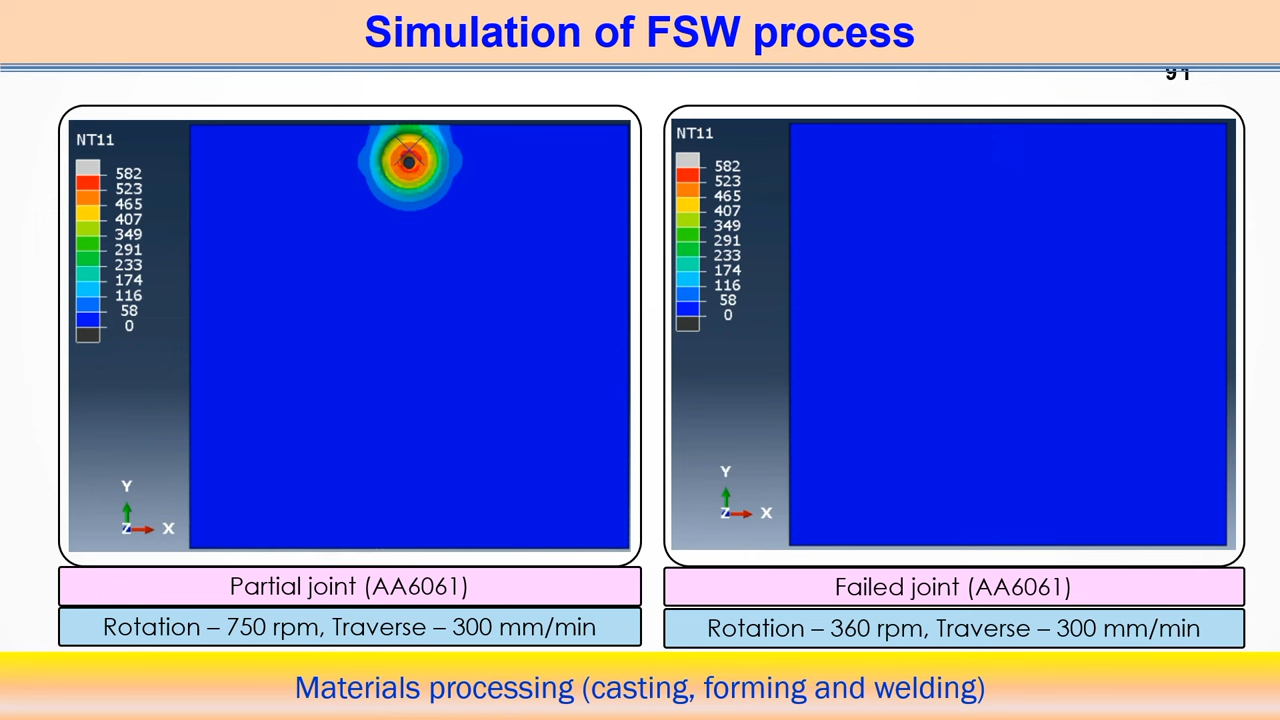 Simulation of FSW process
91
NT11
582
523
465
407
349
291
233
174
116
58
0
Y
Z
X
NT11
582
523
465
407
349
291
233
174
116
58
0
Y
Z
X
Partial joint (AA6061)
Rotation – 750 rpm, Traverse – 300 mm/min
Failed joint (AA6061)
Rotation – 360 rpm, Traverse – 300 mm/min
Materials processing (casting, forming and welding)